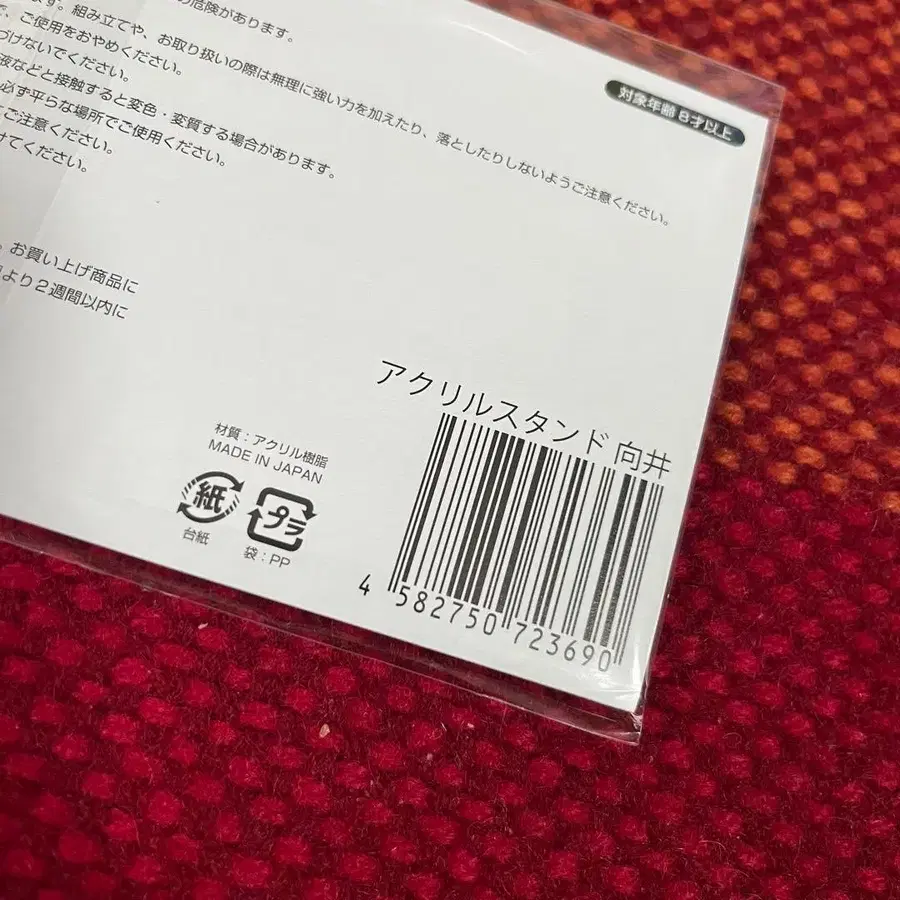 の危険があります。
ます。組み立てや、お取り扱いの際は無理に強い力を加えたり、落としたりしないようご注意ください。
で、ご使用をおやめください。
づけないでください。
液などと接触すると変色・変質する場合があります。
必ず平らな場所でご使用ください。
ご注意ください。
けてください。
対象年齢 8才以上
。お買い上げ商品に
より2週間以内に
アクリルスタンド 向井
材質:アクリル樹脂
MADE IN JAPAN
紙
台紙
プラ
袋:PP
4 582750 723690